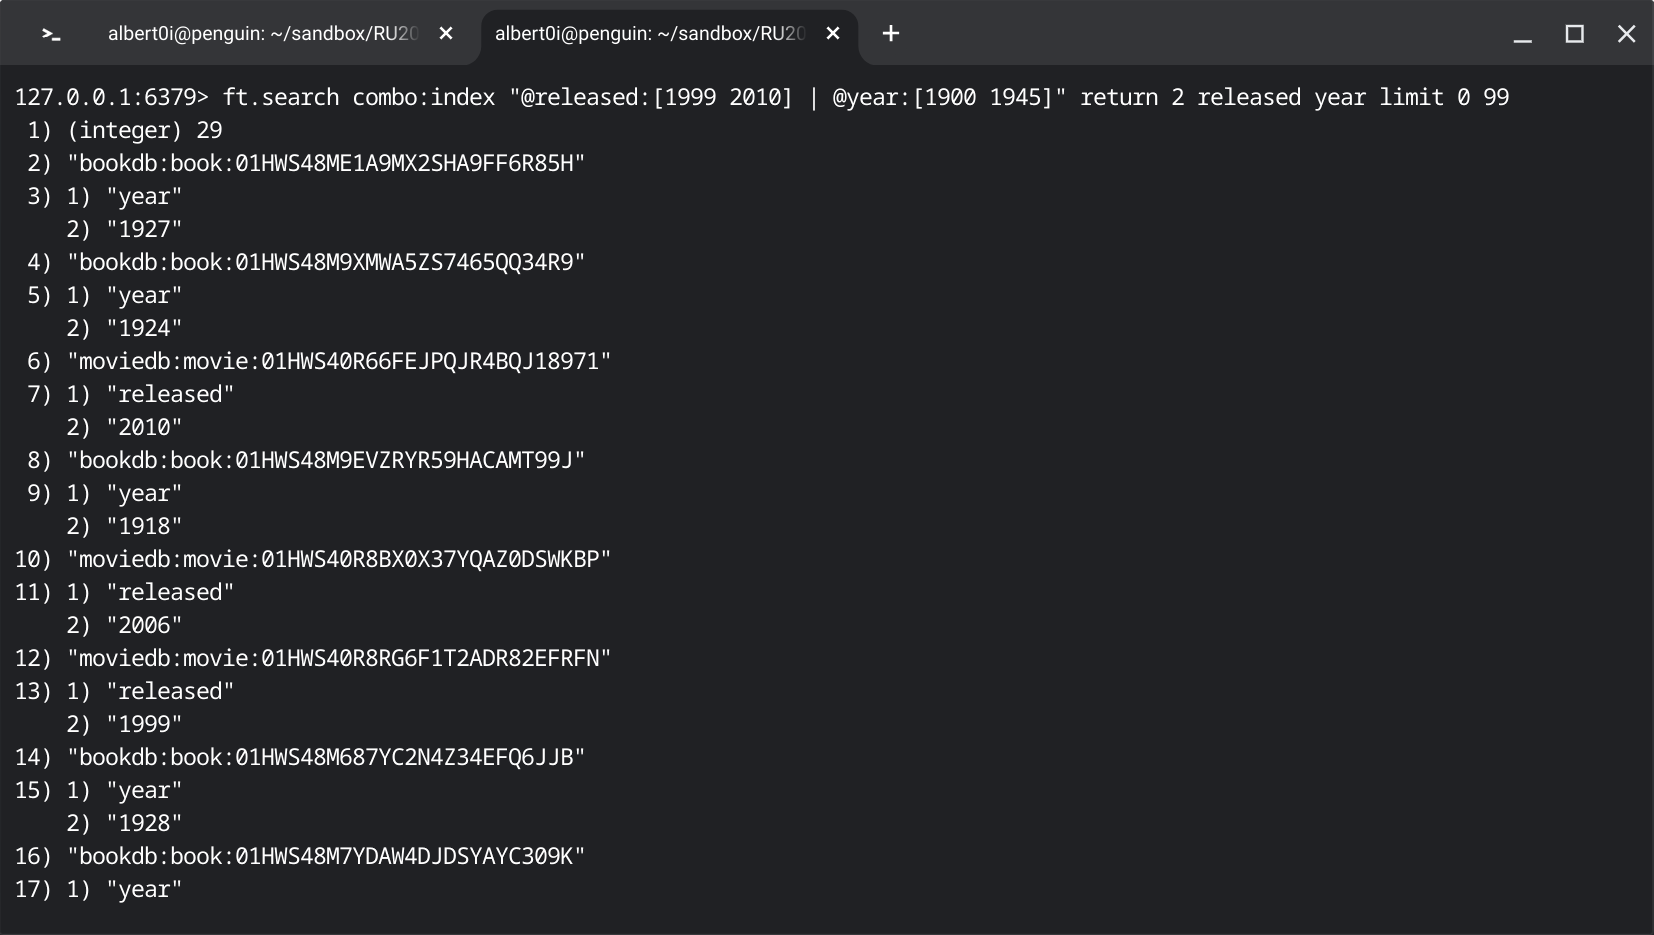 albert0i@penguin: ~/sandbox/RU20
albert0i@penguin: ~/sandbox/RU20
127.0.0.1:6379> ft.search combo:index "@released:[1999 2010] | @year:[1900 1945]" return 2 released year limit 0 99
1) (integer) 29
2) "bookdb:book:01HWS48ME1A9MX2SHA9FF6R85H"
3) 1) "year"
2) "1927"
4) "bookdb:book:01HWS48M9XMWA5ZS7465QQ34R9"
5) 1) "year"
2) "1924"
6) "moviedb:movie:01HWS40R66FEJPQJR4BQJ18971"
7) 1) "released"
2) "2010"
8) "bookdb:book:01HWS48M9EVZRYR59HACAMT99J"
9) 1) "year"
2) "1918"
10) "moviedb:movie:01HWS40R8BX0X37YQAZ0DSWKBP"
11) 1) "released"
2) "2006"
12) "moviedb:movie:01HWS40R8RG6F1T2ADR82EFRFN"
13) 1) "released"
2) "1999"
14) "bookdb:book:01HWS48M687YC2N4Z34EFQ6JJB"
15) 1) "year"
2) "1928"
16) "bookdb:book:01HWS48M7YDAW4DJDSYAYC309K"
17) 1) "year"